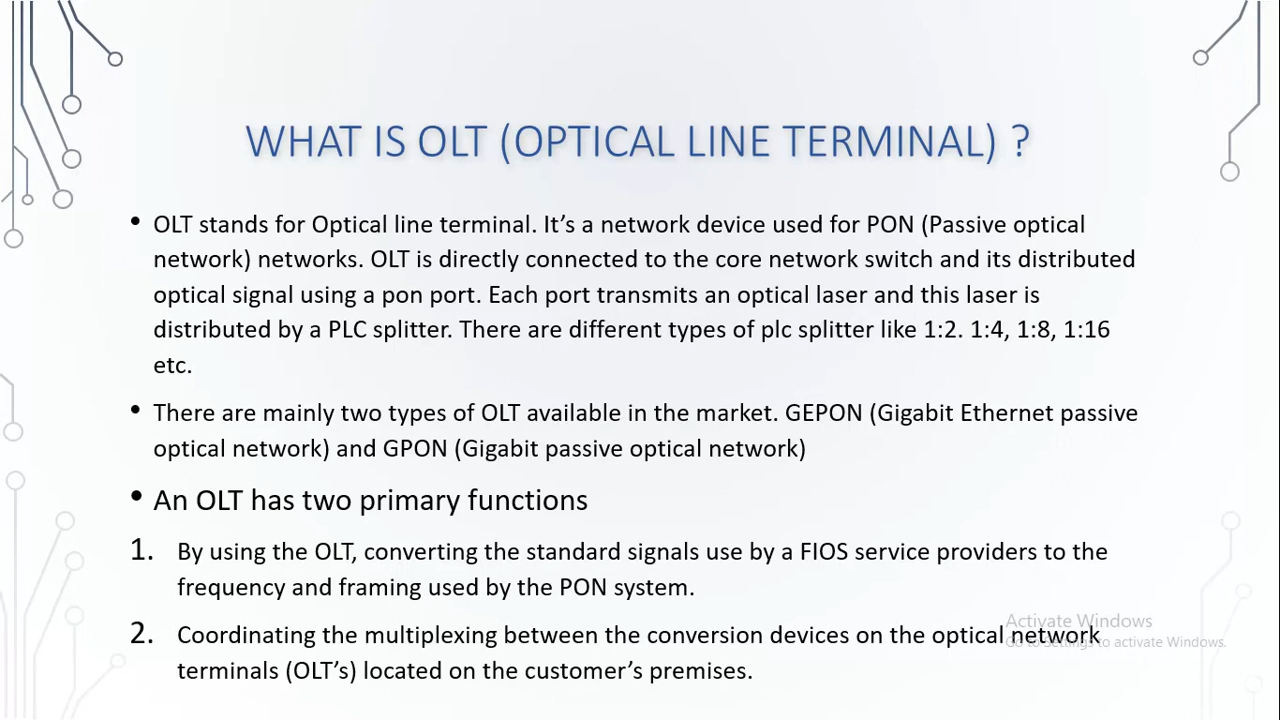 WHAT IS OLT (OPTICAL LINE TERMINAL) ?
• OLT stands for Optical line terminal. It’s a network device used for PON (Passive optical
network) networks. OLT is directly connected to the core network switch and its distributed
optical signal using a pon port. Each port transmits an optical laser and this laser is
distributed by a PLC splitter. There are different types of plc splitter like 1:2. 1:4, 1:8, 1:16
etc.
• There are mainly two types of OLT available in the market. GEPON (Gigabit Ethernet passive
optical network) and GPON (Gigabit passive optical network)
• An OLT has two primary functions
1. By using the OLT, converting the standard signals use by a FIOS service providers to the
frequency and framing used by the PON system.
2. Coordinating the multiplexing between the conversion devices on the optical network
terminals (OLT’s) located on the customer’s premises.
Activate Windows
Go to Settings to activate Windows.